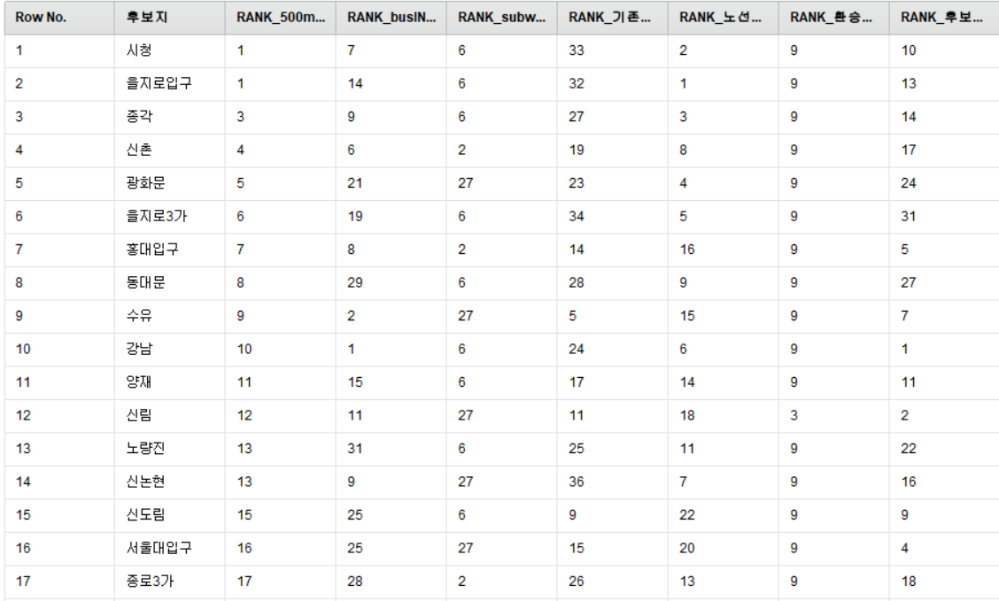 Row No. 후보지 RANK_500m... RANK_busIN... RANK_subw... RANK_기존... RANK_노선... RANK_환승... RANK_후보...
1 시청 1 7 6 33 2 9 10
2 을지로입구 1 14 6 32 1 9 13
3 종각 3 9 6 27 3 9 14
4 신촌 4 6 2 19 8 9 17
5 광화문 5 21 27 23 4 9 24
6 을지로3가 6 19 6 34 5 9 31
7 홍대입구 7 8 2 14 16 9 5
8 동대문 8 29 6 28 9 9 27
9 수유 9 2 27 5 15 9 7
10 강남 10 1 6 24 6 9 1
11 양재 11 15 6 17 14 9 11
12 신림 12 11 27 11 18 3 2
13 노량진 13 31 6 25 11 9 22
14 신논현 13 9 27 36 7 9 16
15 신도림 15 25 6 9 22 9 9
16 서울대입구 16 25 27 15 20 9 4
17 종로3가 17 28 2 26 13 9 18